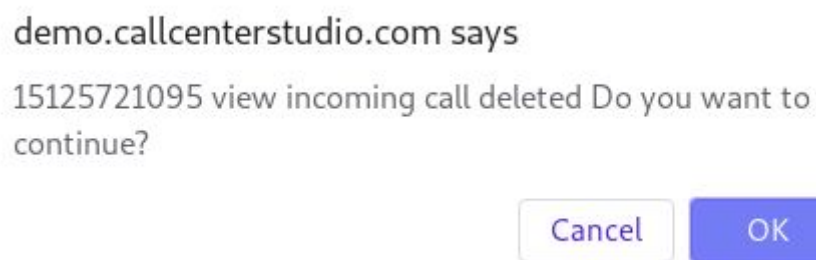 demo.callcenterstudio.com says
15125721095 view incoming call deleted Do you want to
continue?
Cancel OK